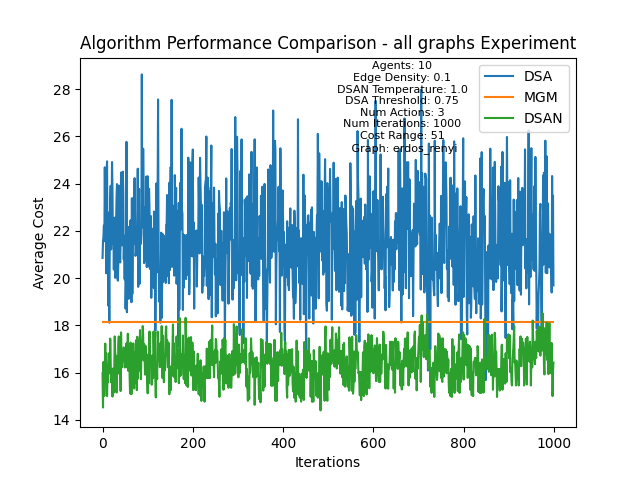 Algorithm Performance Comparison - all graphs Experiment
Agents: 10
Edge Density: 0.1
DSAN Temperature: 1.0
DSA Threshold: 0.75
Num Actions: 3
Num Iterations: 1000
Cost Range: 51
Graph: erdos_renyi
DSA
MGM
DSAN
Average Cost
28
26
24
22
20
18
16
14
0
200
400
600
800
1000
Iterations